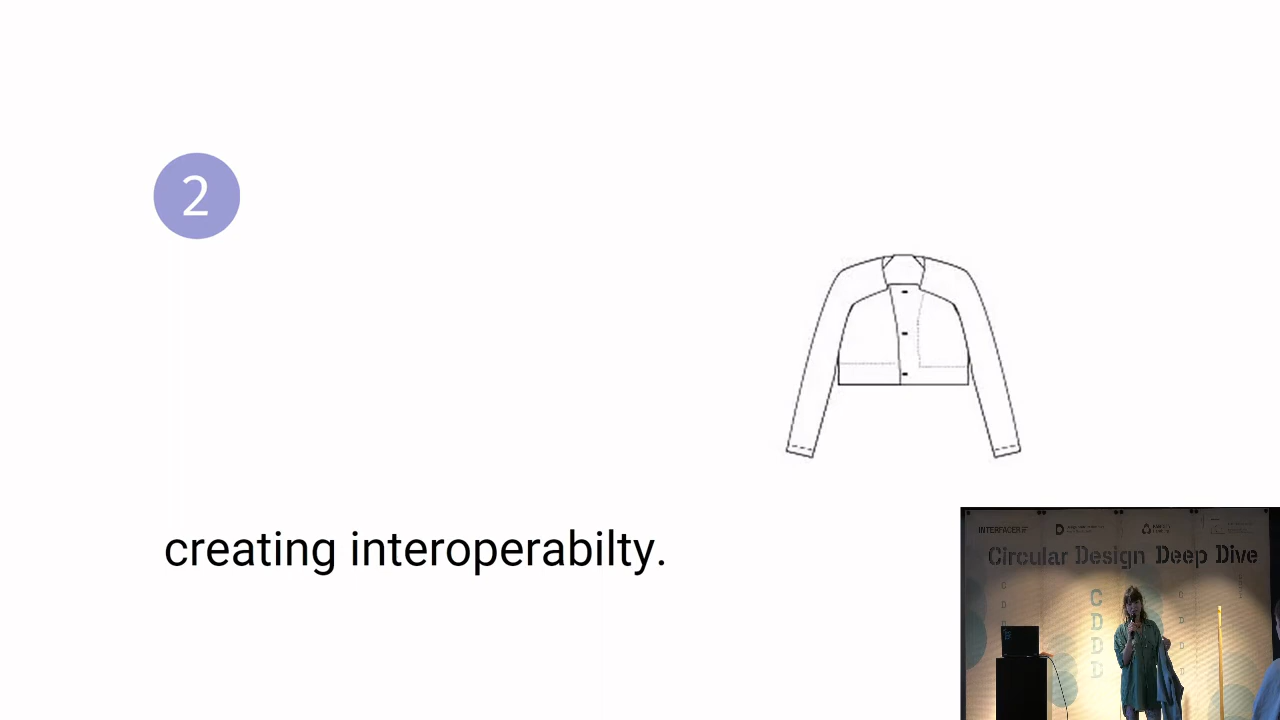 2
creating interoperabilty.
INTERFACER
Circular Design Deep Dive
C
D
D
D